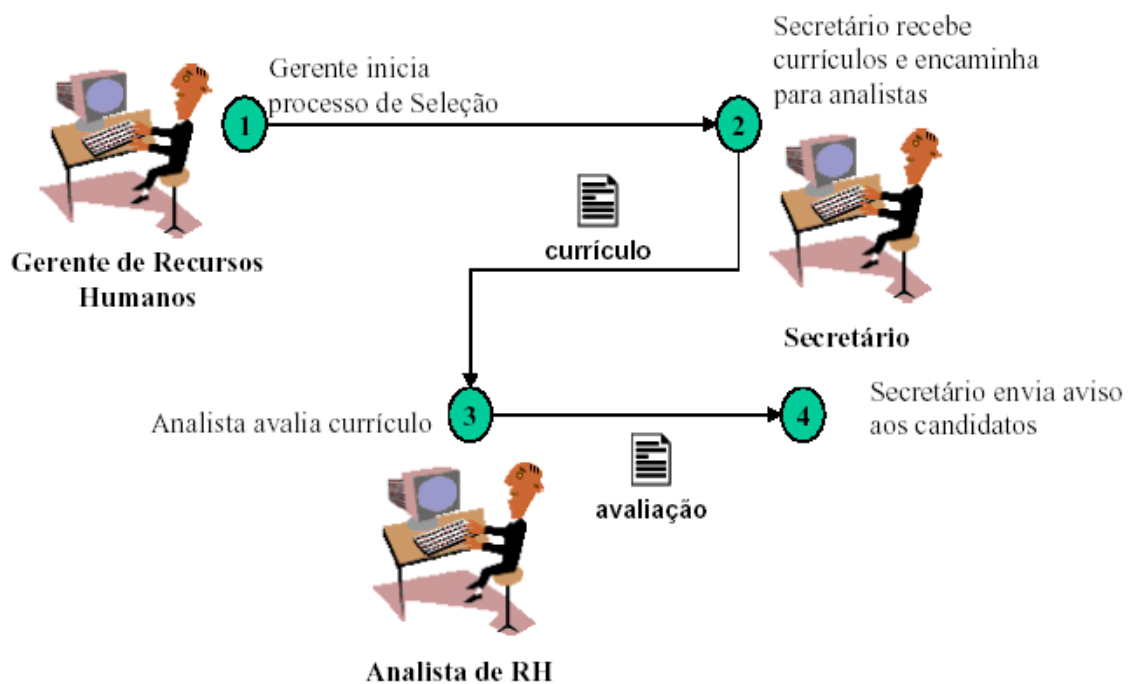 Gerente inicia
processo de Seleção
1
Gerente de Recursos
Humanos
2
Secretário recebe
currículos e encaminha
para analistas
Secretário
currículo
Analista avalia currículo
3
Analista de RH
avaliação
4
Secretário envia aviso
aos candidatos